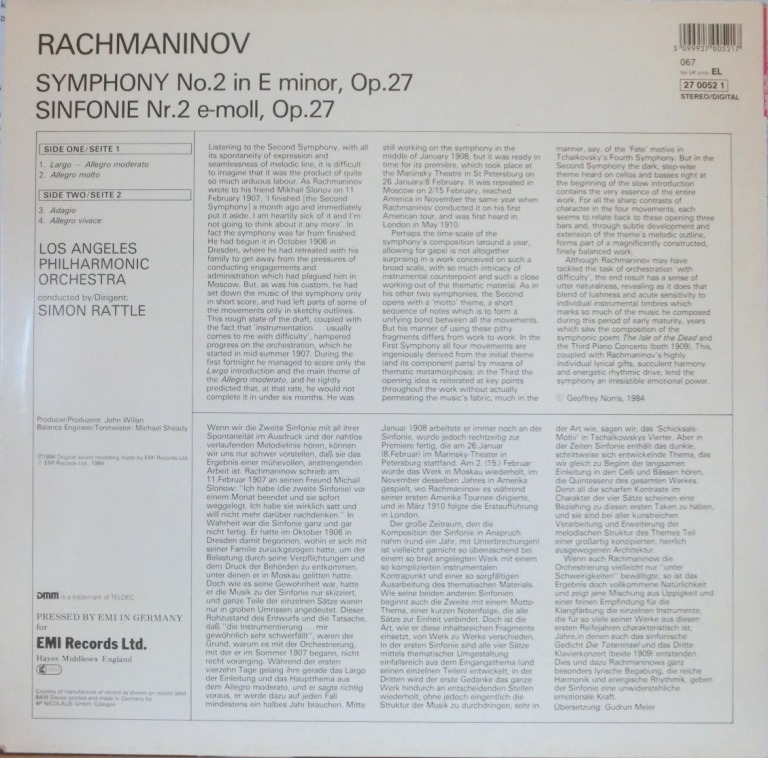 RACHMANINOV
SYMPHONY No.2 in E minor, Op.27
SINFONIE Nr.2 e-moll, Op.27
5 099927 005217
067
for UK only EL
27 0052 1
STEREO/DIGITAL
SIDE ONE/SEITE 1
1. Largo — Allegro moderato
2. Allegro molto
SIDE TWO/SEITE 2
3. Adagio
4. Allegro vivace
LOS ANGELES
PHILHARMONIC
ORCHESTRA
conducted by/Dirigent:
SIMON RATTLE
Producer/Produzent: John Willan
Balance Engineer/Tonmeister: Michael Sheady
℗1984 Original sound recording made by EMI Records Ltd.
© EMI Records Ltd., 1984
DMM is a trademark of TELDEC
PRESSED BY EMI IN GERMANY
for
EMI Records Ltd.
Hayes Middlesex England
Country of manufacture of record as shown on record label
6409 Sleeve printed and made in Germany by
4P NICOLAUS GmbH, Cologne
Listening to the Second Symphony, with all
its spontaneity of expression and
seamlessness of melodic line, it is difficult
to imagine that it was the product of quite
so much arduous labour. As Rachmaninov
wrote to his friend Mikhail Slonov on 11
February 1907, 'I finished [the Second
Symphony] a month ago and immediately
put it aside. I am heartily sick of it and I'm
not going to think about it any more'. In
fact the symphony was far from finished.
He had begun it in October 1906 in
Dresden, where he had retreated with his
family to get away from the pressures of
conducting engagements and
administration which had plagued him in
Moscow. But, as was his custom, he had
set down the music of the symphony only
in short score, and had left parts of some of
the movements only in sketchy outlines.
This rough state of the draft, coupled with
the fact that 'instrumentation . . . usually
comes to me with difficulty', hampered
progress on the orchestration, which he
started in mid-summer 1907. During the
first fortnight he managed to score only the
Largo introduction and the main theme of
the Allegro moderato, and he rightly
predicted that, at that rate, he would not
complete it in under six months. He was
still working on the symphony in the
middle of January 1908, but it was ready in
time for its première, which took place at
the Mariinsky Theatre in St Petersburg on
26 January/8 February. It was repeated in
Moscow on 2/15 February, reached
America in November the same year when
Rachmaninov conducted it on his first
American tour, and was first heard in
London in May 1910.
Perhaps the time-scale of the
symphony's composition (around a year,
allowing for gaps) is not altogether
surprising in a work conceived on such a
broad scale, with so much intricacy of
instrumental counterpoint and such a close
working-out of the thematic material. As in
his other two symphonies, the Second
opens with a 'motto' theme, a short
sequence of notes which is to form a
unifying bond between all the movements.
But his manner of using these pithy
fragments differs from work to work. In the
First Symphony all four movements are
ingeniously derived from the initial theme
(and its component parts) by means of
thematic metamorphosis; in the Third the
opening idea is reiterated at key points
throughout the work without actually
permeating the music's fabric, much in the
manner, say, of the 'Fate' motive in
Tchaikovsky's Fourth Symphony. But in the
Second Symphony the dark, step-wise
theme heard on cellos and basses right at
the beginning of the slow introduction
contains the very essence of the entire
work. For all the sharp contrasts of
character in the four movements, each
seems to relate back to these opening three
bars and, through subtle development and
extension of the theme's melodic outline,
forms part of a magnificently constructed,
finely balanced work.
Although Rachmaninov may have
tackled the task of orchestration 'with
difficulty', the end result has a sense of
utter naturalness, revealing as it does that
blend of lushness and acute sensitivity to
individual instrumental timbres which
marks so much of the music he composed
during this period of early maturity, years
which saw the composition of the
symphonic poem The Isle of the Dead and
the Third Piano Concerto (both 1909). This,
coupled with Rachmaninov's highly
individual lyrical gifts, succulent harmony
and energetic rhythmic drive, lend the
symphony an irresistible emotional power.
© Geoffrey Norris, 1984
Wenn wir die Zweite Sinfonie mit all ihrer
Spontaneität im Ausdruck und der nahtlos
verlaufenden Melodielinie hören, können
wir uns nur schwer vorstellen, daß sie das
Ergebnis einer mühevollen, anstrengenden
Arbeit ist. Rachmaninow schrieb am
11.Februar 1907 an seinen Freund Michail
Slonow: "Ich habe (die zweite Sinfonie) vor
einem Monat beendet und sie sofort
weggelegt. Ich habe sie wirklich satt und
will nicht mehr darüber nachdenken." In
Wahrheit war die Sinfonie ganz und gar
nicht fertig. Er hatte im Oktober 1906 in
Dresden damit begonnen, wohin er sich mit
seiner Familie zurückgezogen hatte, um der
Belastung durch seine Verpflichtungen und
dem Druck der Behörden zu entkommen,
unter denen er in Moskau gelitten hatte.
Doch wie es seine Gewohnheit war, hatte
er die Musik zu der Sinfonie nur skizziert,
und ganze Teile der einzelnen Sätze waren
nur in groben Umrissen angedeutet. Dieser
Rohzustand des Entwurfs und die Tatsache,
daß "die Instrumentierung . . . mir
gewöhnlich sehr schwerfällt", waren der
Grund, warum es mit der Orchestrierung,
mit der er im Sommer 1907 begann, nicht
recht voranging. Während der ersten
vierzehn Tage gelang ihm gerade das Largo
der Einleitung und das Hauptthema aus
dem Allegro moderato, und er sagte richtig
voraus, er werde dazu auf jeden Fall
mindestens ein halbes Jahr brauchen. Mitte
Januar 1908 arbeitete er immer noch an der
Sinfonie, wurde jedoch rechtzeitig zur
Premiere fertig, die am 26.Januar
(8.Februar) im Marinsky-Theater in
Petersburg stattfand. Am 2. (15.) Februar
wurde das Werk in Moskau wiederholt, im
November desselben Jahres in Amerika
gespielt, wo Rachmaninow es während
seiner ersten Amerika Tournee dirigierte,
und in März 1910 folgte die Erstaufführung
in London.
Der große Zeitraum, den die
Komposition der Sinfonie in Anspruch
nahm (rund ein Jahr, mit Unterbrechungen)
ist vielleicht garnicht so überraschend bei
einem so breit angelegten Werk mit einem
so komplizierten instrumentalen
Kontrapunkt und einer so sorgfältigen
Ausarbeitung des thematischen Materials.
Wie seine beiden anderen Sinfonien
beginnt auch die Zweite mit einem Motto-
Thema, einer kurzen Notenfolge, die alle
Sätze zur Einheit verbindet. Doch ist die
Art, wie er diese inhaltsreichen Fragmente
einsetzt, von Werk zu Werke verschieden.
In der ersten Sinfonie sind alle vier Sätze
mittels thematischer Umgestaltung
einfallsreich aus dem Eingangsthema (und
seinen einzelnen Teilen) entwickelt; in der
Dritten wird der erste Gedanke das ganze
Werk hindurch an entscheidenden Stellen
wiederholt, ohne jedoch eingentlich die
Struktur der Musik zu durchdringen, sehr in
der Art wie, sagen wir, das 'Schicksals-
Motiv' in Tschaikowskys Vierter. Aber in
der Zeiten Sinfonie enthält das dunkle,
schrittweise sich entwickelnde Thema, das
wir gleich zu Beginn der langsamen
Einleitung in den Celli und Bässen hören,
die Quintessenz des gesamten Werkes.
Denn all die scharfen Kontraste im
Charakter der vier Sätze scheinen eine
Beziehung zu diesen ersten Taken zu haben,
und sie sind bei aller kunstreichen
Verarbeitung und Erweiterung der
melodischen Struktur des Themes Teil
einer großartig konzipierten, herrlich
ausgewogenen Architektur.
Wenn auch Rachmaninow die
Orchestrierung vielleicht nur "unter
Schwierigkeiten" bewältigte, so ist das
Ergebnis doch vollkommene Natürlichkeit
und zeigt jene Mischung aus Üppigkeit und
einer feinen Empfindung für die
Klangfärbung die einzelnen Instrumente,
die für so viele seiner Werke aus diesen
ersten Reifejahren charakterisisch ist,
Jahre,in denen auch das sinfonische
Gedicht Die Toteninsel und das Dritte
Klavierkonzert (beide 1909) entstanden.
Dies und dazu Rachmaninows ganz
besonders lyrische Begabung, die reiche
Harmonik und energische Rhythmik, geben
der Sinfonie eine unwiderstehliche
emotionale Kraft.
Übersetzung: Gudrun Meier